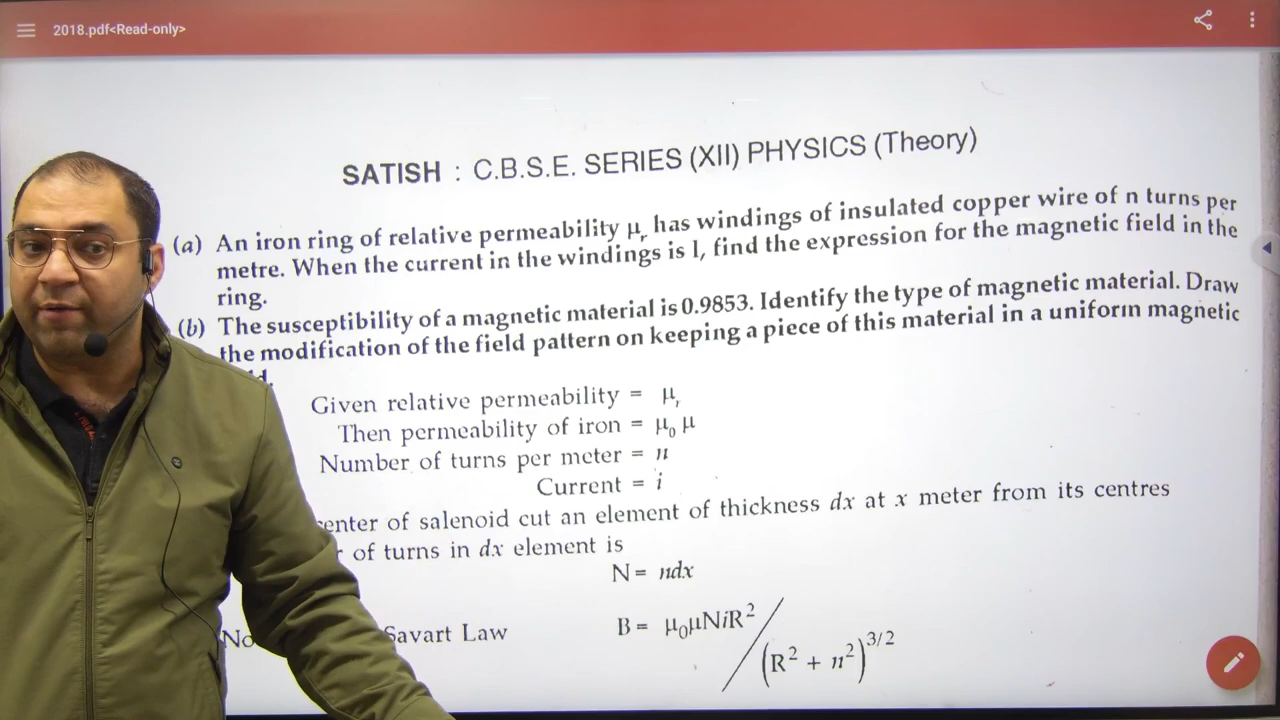 2018.pdf<Read-only>
SATISH : C.B.S.E. SERIES (XII) PHYSICS (Theory)
(a) An iron ring of relative permeability μr has windings of insulated copper wire of n turns per
metre. When the current in the windings is I, find the expression for the magnetic field in the
ring.
(b) The susceptibility of a magnetic material is 0.9853. Identify the type of magnetic material. Draw
the modification of the field pattern on keeping a piece of this material in a uniform magnetic
Given relative permeability = μr
Then permeability of iron = μ0 μ
Number of turns per meter = n
Current = i
of salenoid cut an element of thickness dx at x meter from its centres
of turns in dx element is
N = ndx
Savart Law B = μ0μNiR² / (R² + n²)^3/2